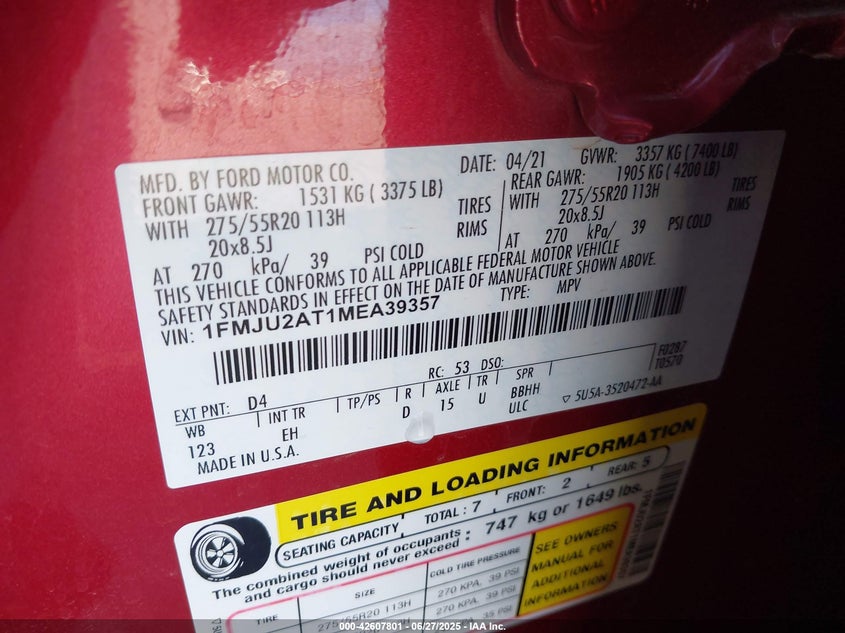 MFD. BY FORD MOTOR CO.
DATE: 04/21 GVWR: 3357 KG ( 7400 LB)
FRONT GAWR: 1531 KG ( 3375 LB)
REAR GAWR: 1905 KG ( 4200 LB)
WITH 275/55R20 113H TIRES
WITH 275/55R20 113H TIRES
20x8.5J RIMS
20x8.5J RIMS
AT 270 kPa/ 39 PSI COLD
AT 270 kPa/ 39 PSI COLD
THIS VEHICLE CONFORMS TO ALL APPLICABLE FEDERAL MOTOR VEHICLE
SAFETY STANDARDS IN EFFECT ON THE DATE OF MANUFACTURE SHOWN ABOVE.
VIN: 1FMJU2AT1MEA39357 TYPE: MPV
F0287
T0570
EXT PNT: D4 RC: 53 DSO:
WB INT TR TP/PS R AXLE TR SPR
123 EH D 15 U BBHH
ULC
▽ 5U5A-3520472-AA
MADE IN U.S.A.
TIRE AND LOADING INFORMATION
SEATING CAPACITY TOTAL : 7 FRONT: 2 REAR: 5
The combined weight of occupants
and cargo should never exceed : 747 kg or 1649 lbs.
TIRE SIZE COLD TIRE PRESSURE
275/55R20 113H 270 KPA, 39 PSI
270 KPA, 39 PSI
35 PSI
SEE OWNERS
MANUAL FOR
ADDITIONAL
INFORMATION
000-42607801 - 06/27/2025 - IAA Inc.